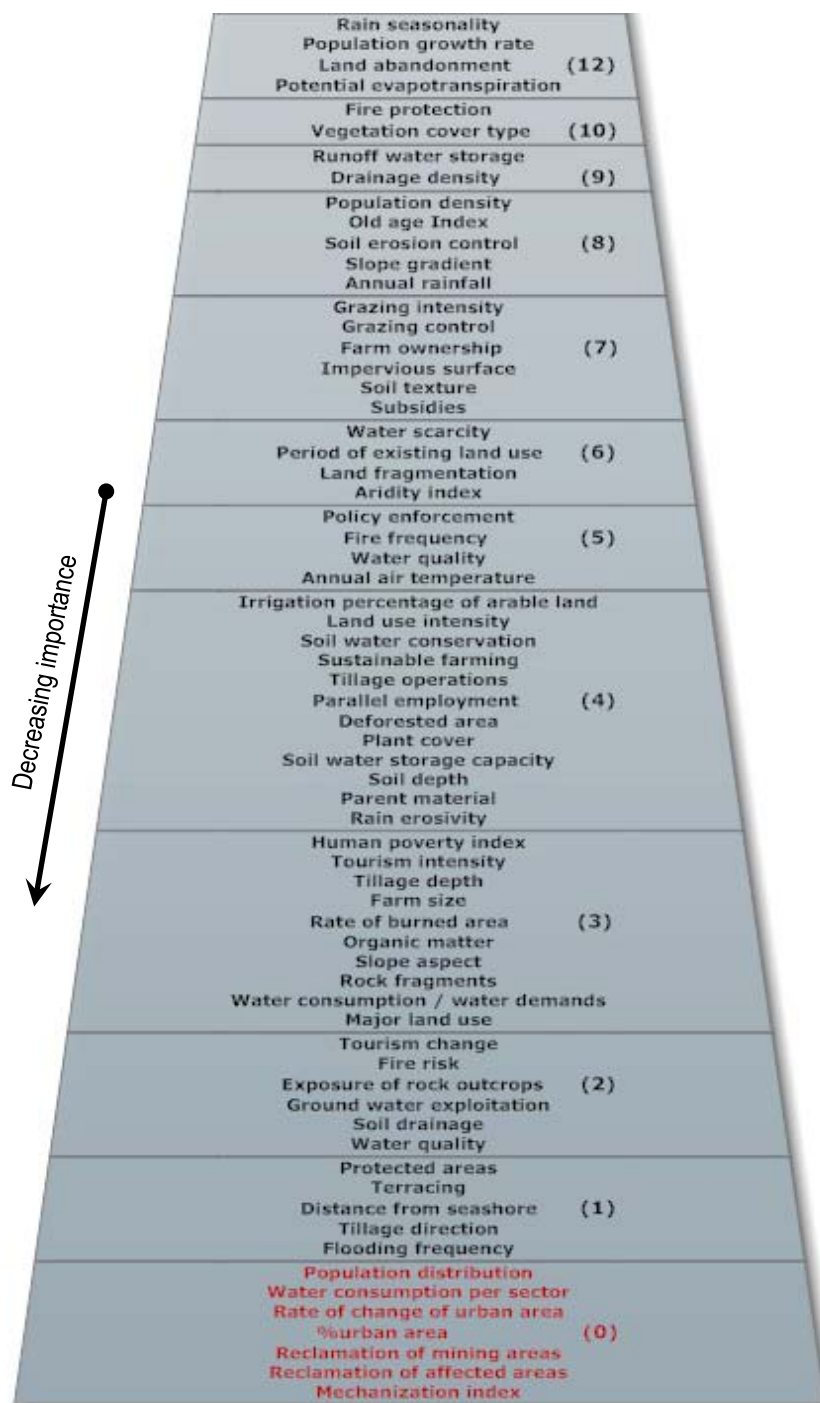 Rain seasonality
Population growth rate
Land abandonment (12)
Potential evapotranspiration
Fire protection
Vegetation cover type (10)
Runoff water storage
Drainage density (9)
Population density
Old age Index
Soil erosion control (8)
Slope gradient
Annual rainfall
Grazing intensity
Grazing control
Farm ownership (7)
Impervious surface
Soil texture
Subsidies
Water scarcity
Period of existing land use (6)
Land fragmentation
Aridity index
Policy enforcement
Fire frequency (5)
Water quality
Annual air temperature
Irrigation percentage of arable land
Land use intensity
Soil water conservation
Sustainable farming
Tillage operations
Parallel employment (4)
Deforested area
Plant cover
Soil water storage capacity
Soil depth
Parent material
Rain erosivity
Human poverty index
Tourism intensity
Tillage depth
Farm size
Rate of burned area (3)
Organic matter
Slope aspect
Rock fragments
Water consumption / water demands
Major land use
Tourism change
Fire risk
Exposure of rock outcrops (2)
Ground water exploitation
Soil drainage
Water quality
Protected areas
Terracing
Distance from seashore (1)
Tillage direction
Flooding frequency
Population distribution
Water consumption per sector
Rate of change of urban area
%urban area (0)
Reclamation of mining areas
Reclamation of affected areas
Mechanization index
Decreasing importance